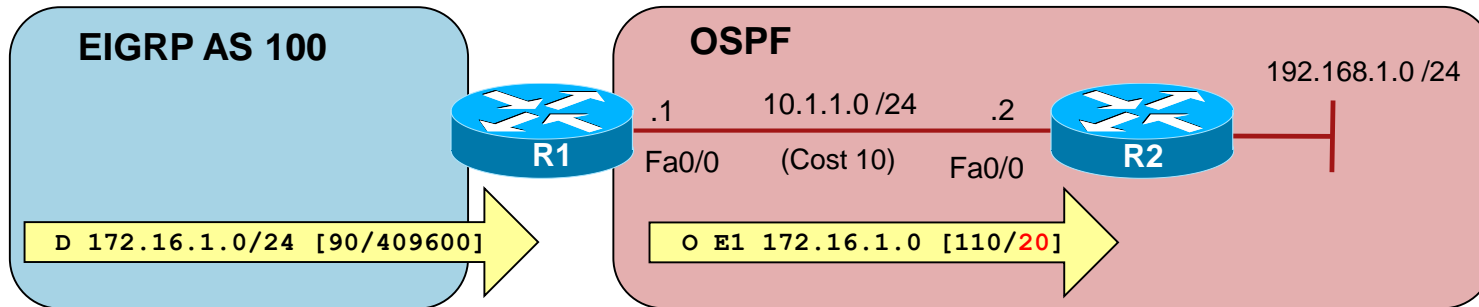 EIGRP AS 100
OSPF
192.168.1.0 /24
.1
10.1.1.0 /24
.2
R1
Fa0/0
(Cost 10)
Fa0/0
R2
D 172.16.1.0/24 [90/409600]
O E1 172.16.1.0 [110/20]